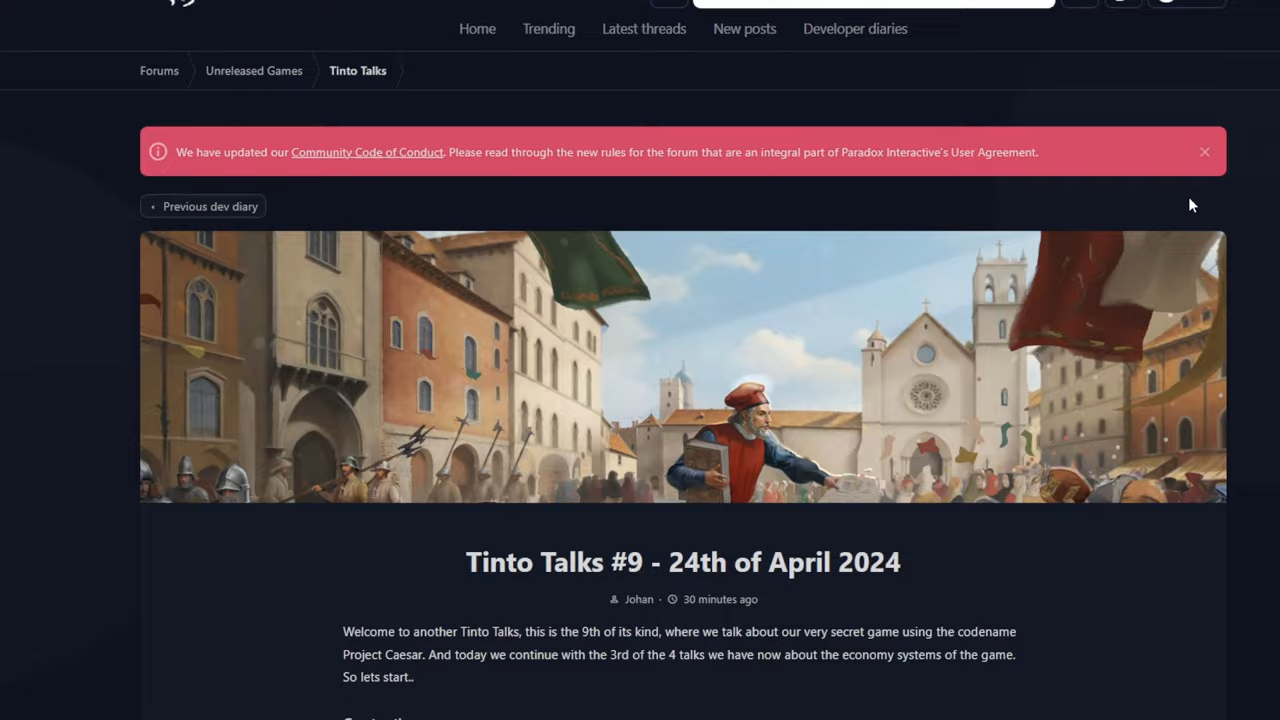 Home Trending Latest threads New posts Developer diaries
Forums Unreleased Games Tinto Talks
We have updated our Community Code of Conduct. Please read through the new rules for the forum that are an integral part of Paradox Interactive's User Agreement.
Previous dev diary
Tinto Talks #9 - 24th of April 2024
Johan · 30 minutes ago
Welcome to another Tinto Talks, this is the 9th of its kind, where we talk about our very secret game using the codename
Project Caesar. And today we continue with the 3rd of the 4 talks we have now about the economy systems of the game.
So lets start..